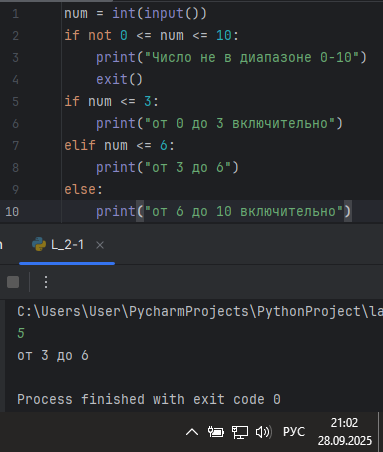 1 num = int(input())
2 if not 0 <= num <= 10:
3 print("Число не в диапазоне 0-10")
4 exit()
5 if num <= 3:
6 print("от 0 до 3 включительно")
7 elif num <= 6:
8 print("от 3 до 6")
9 else:
10 print("от 6 до 10 включительно")
L_2-1 ×
C:\Users\User\PycharmProjects\PythonProject\la
5
от 3 до 6
Process finished with exit code 0
РУС 21:02
28.09.2025